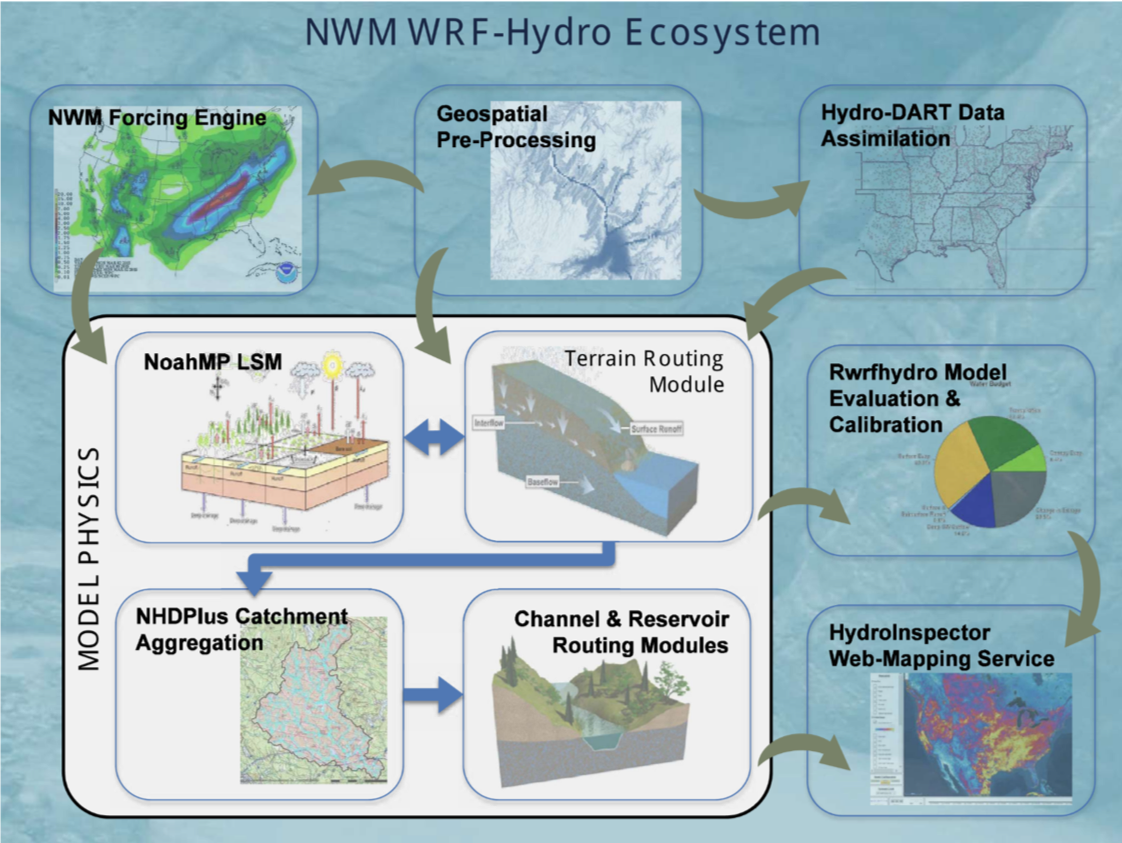 NWM WRF-Hydro Ecosystem
NWM Forcing Engine
Geospatial
Pre-Processing
Hydro-DART Data
Assimilation
MODEL PHYSICS
NoahMP LSM
Terrain Routing
Module
Interflow
Surface Runoff
Baseflow
Rwrfhydro Model
Evaluation &
Calibration
Water Budget
NHDPlus Catchment
Aggregation
Channel & Reservoir
Routing Modules
HydroInspector
Web-Mapping Service